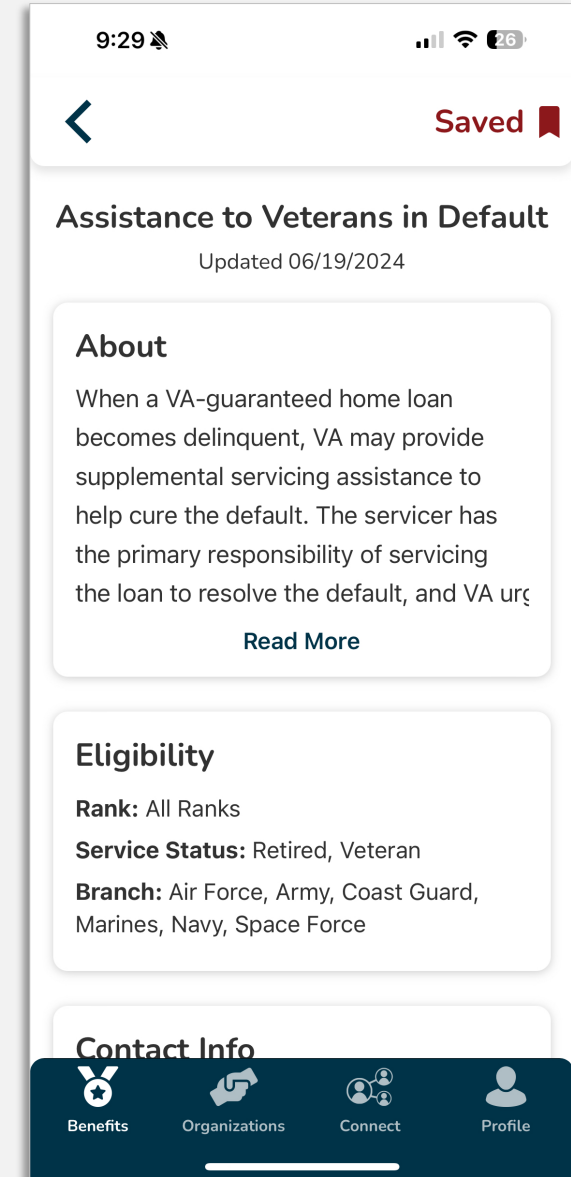 9:29
26
Saved
Assistance to Veterans in Default
Updated 06/19/2024
About
When a VA-guaranteed home loan
becomes delinquent, VA may provide
supplemental servicing assistance to
help cure the default. The servicer has
the primary responsibility of servicing
the loan to resolve the default, and VA urg
Read More
Eligibility
Rank: All Ranks
Service Status: Retired, Veteran
Branch: Air Force, Army, Coast Guard,
Marines, Navy, Space Force
Contact Info
Benefits
Organizations
Connect
Profile